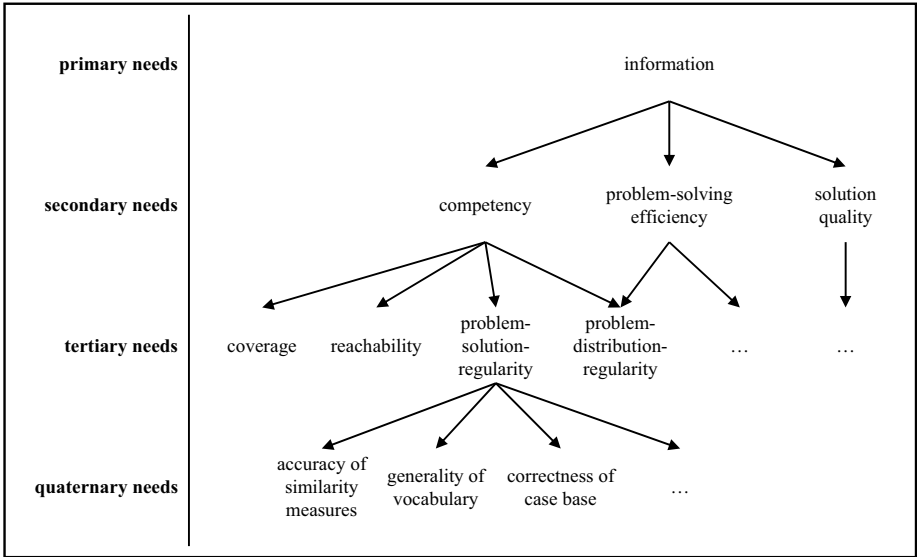 primary needs
information
secondary needs
competency
problem-solving
efficiency
solution
quality
tertiary needs
coverage
reachability
problem-
solution-
regularity
problem-
distribution-
regularity
…
…
quaternary needs
accuracy of
similarity
measures
generality of
vocabulary
correctness of
case base
…